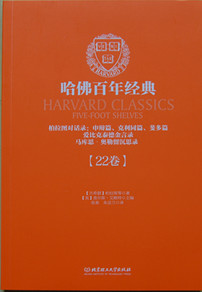 哈佛百年经典
HARVARD CLASSICS
FIVE-FOOT SHELVES
柏拉图对话录：申辩篇、克利同篇、斐多篇
爱比克泰德金言录
马库思·奥勒留沉思录
【22卷】
北京理工大学出版社